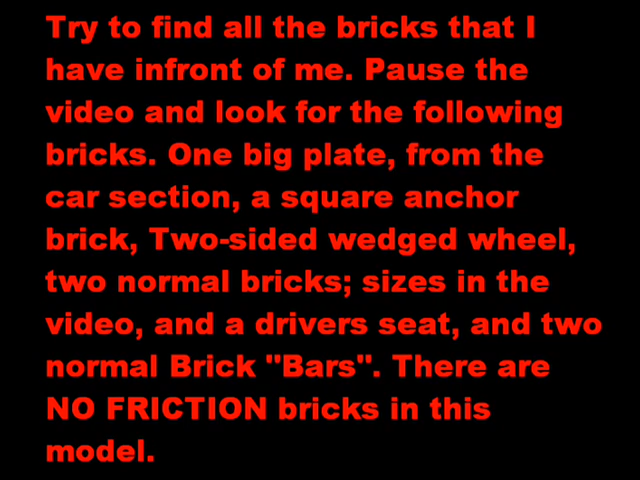 Try to find all the bricks that I
have infront of me. Pause the
video and look for the following
bricks. One big plate, from the
car section, a square anchor
brick, Two-sided wedged wheel,
two normal bricks; sizes in the
video, and a drivers seat, and two
normal Brick "Bars". There are
NO FRICTION bricks in this
model.